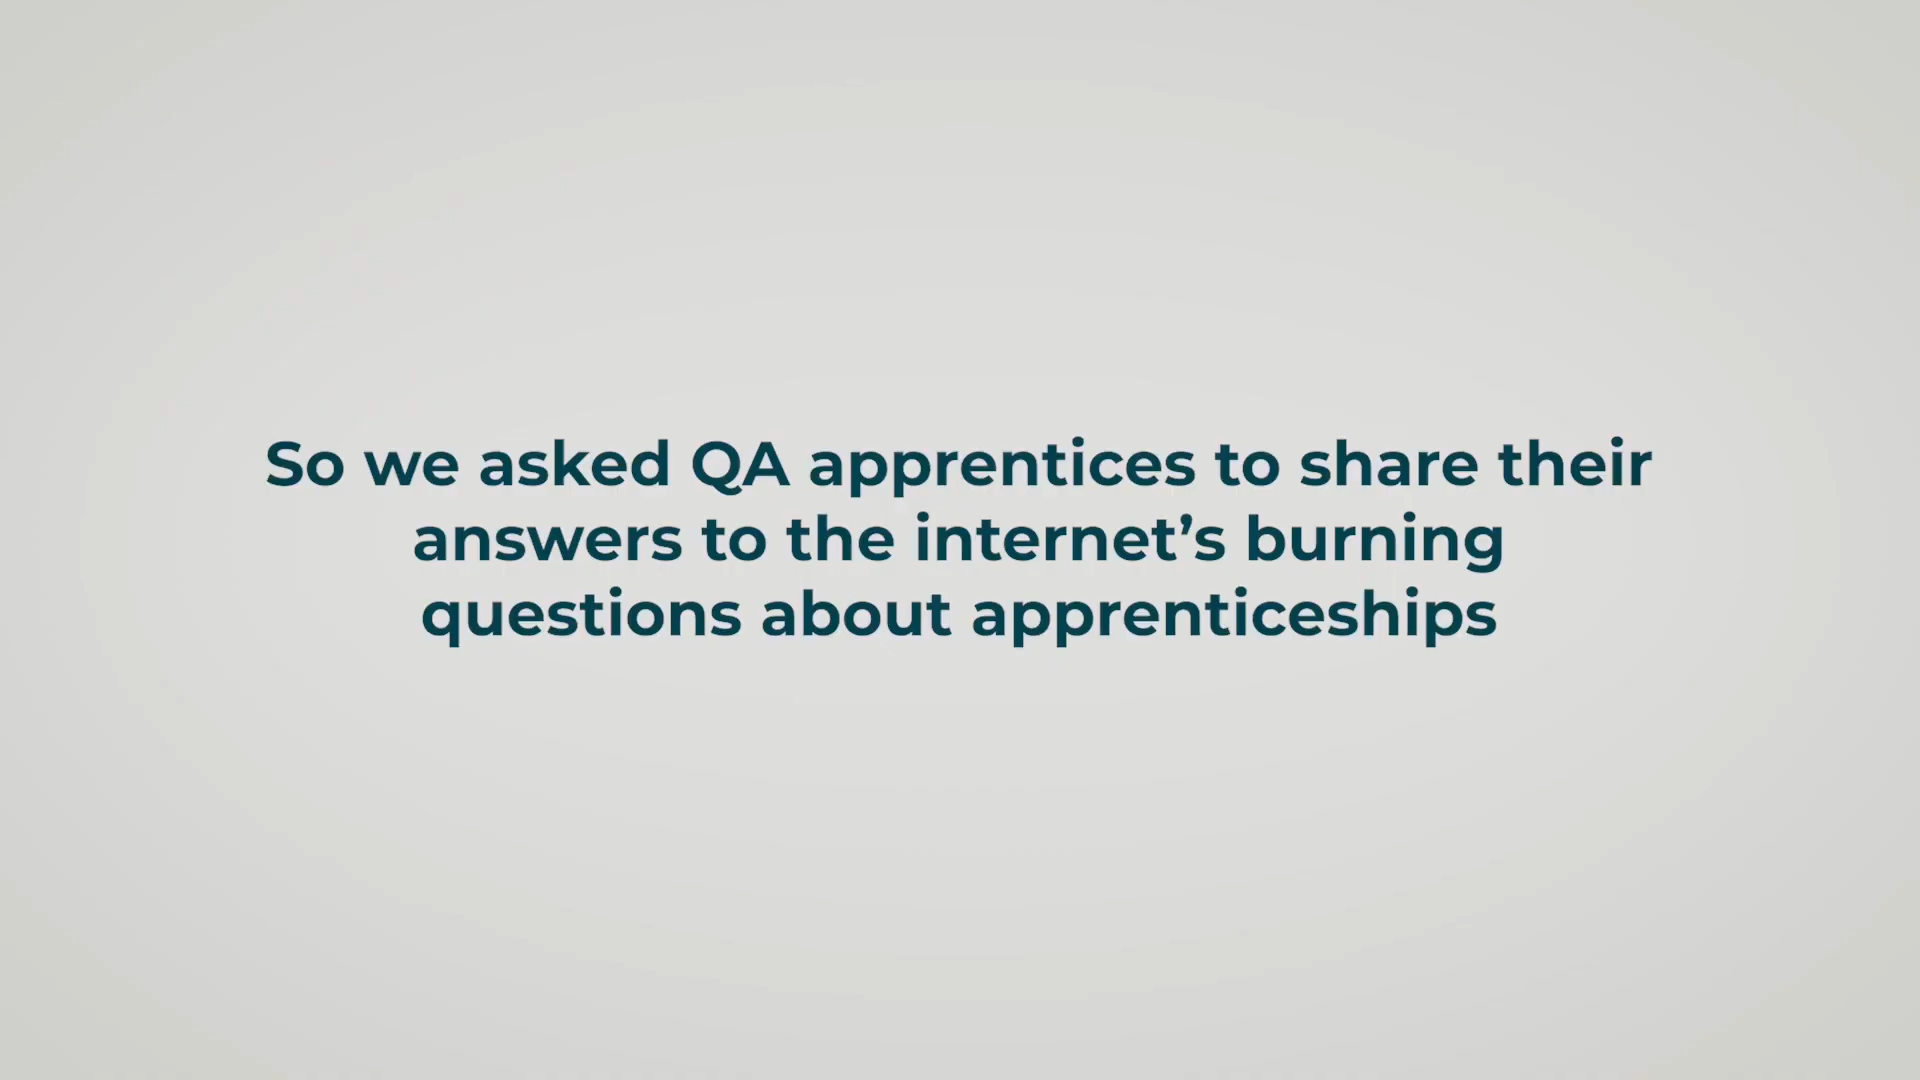 So we asked QA apprentices to share their
answers to the internet’s burning
questions about apprenticeships